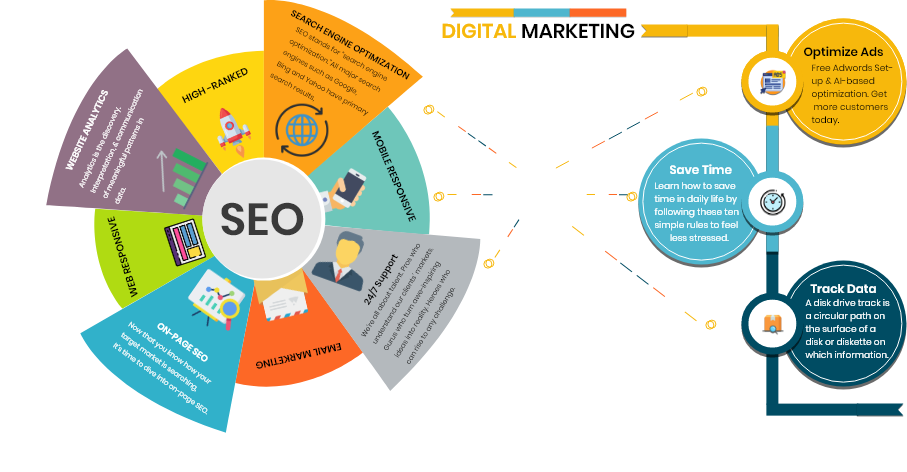 DIGITAL MARKETING
SEARCH ENGINE OPTIMIZATION
SEO stands for "search engine
optimization."All major search
engines such as Google,
Bing and Yahoo have primary
search results,
MOBILE RESPONSIVE
24/7 Support
We're all about talent. Pros who
understand our clients' markets.
Gurus who turn awe-inspiring
ideas into reality. Heroes who
can rise to any challenge.
EMAIL MARKETING
ON-PAGE SEO
Now that you know how your
target market is searching,
it's time to dive into on-page SEO.
WEB RESPONSIVE
WEBSITE ANALYTICS
Analytics is the discovery,
interpretation, & communication
of meaningful patterns in
data.
HIGH -RANKED
SEO
Optimize Ads
Free Adwords Set-
up & AI-based
optimization. Get
more customers
today.
Save Time
Learn how to save
time in daily life by
following these ten
simple rules to feel
less stressed.
Track Data
A disk drive track is
a circular path on
the surface of a
disk or diskette on
which information.